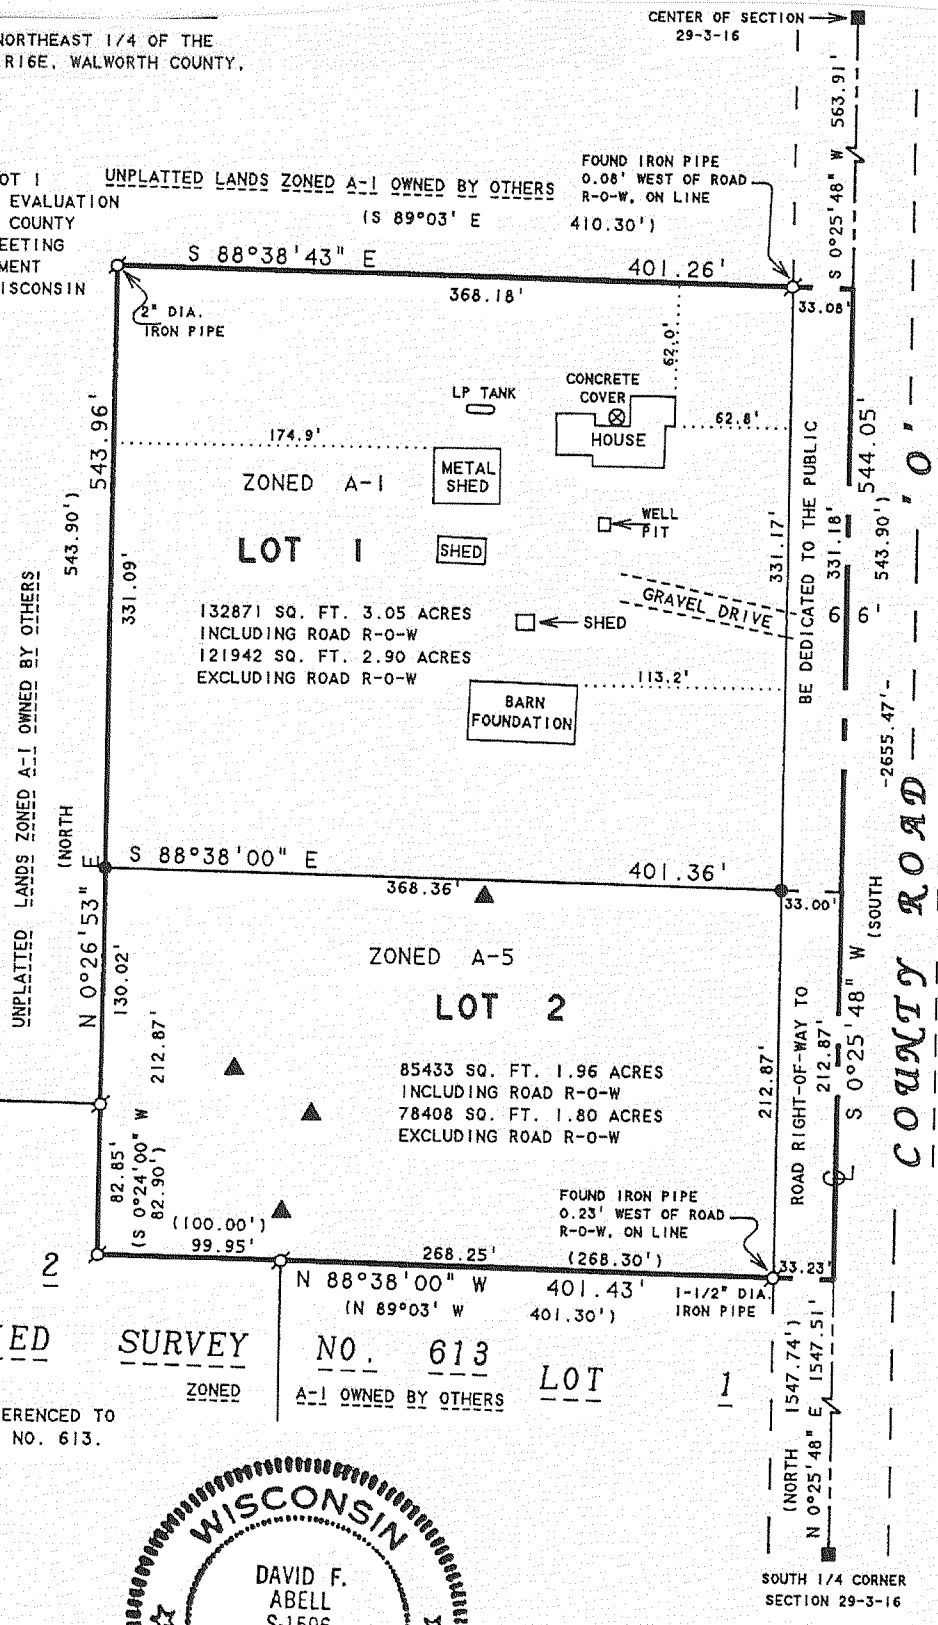 CENTER OF SECTION
29-3-16
NORTHEAST 1/4 OF THE
R16E, WALWORTH COUNTY,
S 0°25'48" W 563.91'
OT 1
EVALUATION
COUNTY
EETING
MENT
ISCONSIN
UNPLATTED LANDS ZONED A-1 OWNED BY OTHERS
(S 89°03' E 410.30')
FOUND IRON PIPE
0.08' WEST OF ROAD
R-O-W, ON LINE
S 88°38'43" E 401.26'
368.18'
33.08'
2" DIA.
IRON PIPE
62.0'
LP TANK
CONCRETE
COVER
HOUSE
62.8'
174.9'
METAL
SHED
ZONED A-1
LOT 1
SHED
WELL
PIT
GRAVEL DRIVE
SHED
132871 SQ. FT. 3.05 ACRES
INCLUDING ROAD R-O-W
121942 SQ. FT. 2.90 ACRES
EXCLUDING ROAD R-O-W
113.2'
BARN
FOUNDATION
543.96'
(NORTH 543.90')
331.09'
UNPLATTED LANDS ZONED A-1 OWNED BY OTHERS
N 0°26'53" E
331.17'
ROAD RIGHT-OF-WAY TO BE DEDICATED TO THE PUBLIC
331.18'
66'
544.05'
(SOUTH 543.90')
-2655.47'-
COUNTY ROAD "O"
S 88°38'00" E 401.36'
368.36'
33.00'
ZONED A-5
LOT 2
85433 SQ. FT. 1.96 ACRES
INCLUDING ROAD R-O-W
78408 SQ. FT. 1.80 ACRES
EXCLUDING ROAD R-O-W
130.02'
212.87'
212.87'
212.87'
S 0°25'48" W
82.85'
(S 0°24'00" W
82.90')
(100.00')
99.95'
FOUND IRON PIPE
0.23' WEST OF ROAD
R-O-W, ON LINE
268.25'
(268.30')
33.23'
2
N 88°38'00" W 401.43'
(N 89°03' W 401.30')
1-1/2" DIA.
IRON PIPE
IED SURVEY NO. 613 LOT 1
ZONED A-1 OWNED BY OTHERS
(NORTH 1547.74')
N 0°25'48" E 1547.51'
ERENCED TO
NO. 613.
WISCONSIN
DAVID F.
ABELL
S-1596
SOUTH 1/4 CORNER
SECTION 29-3-16